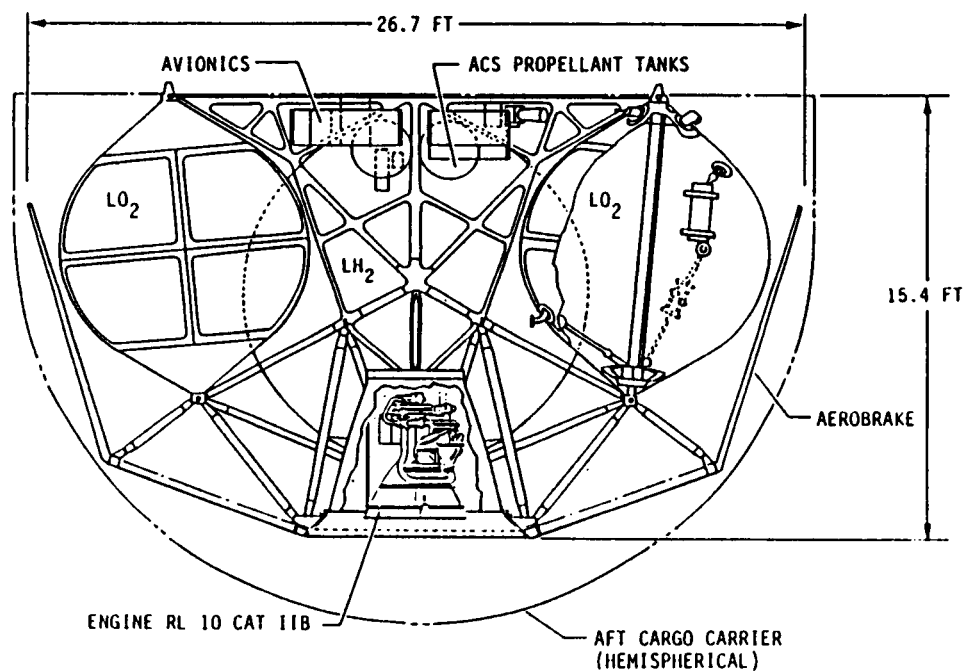 26.7 FT
AVIONICS
ACS PROPELLANT TANKS
LO2
LO2
LH2
15.4 FT
AEROBRAKE
ENGINE RL 10 CAT IIB
AFT CARGO CARRIER
(HEMISPHERICAL)